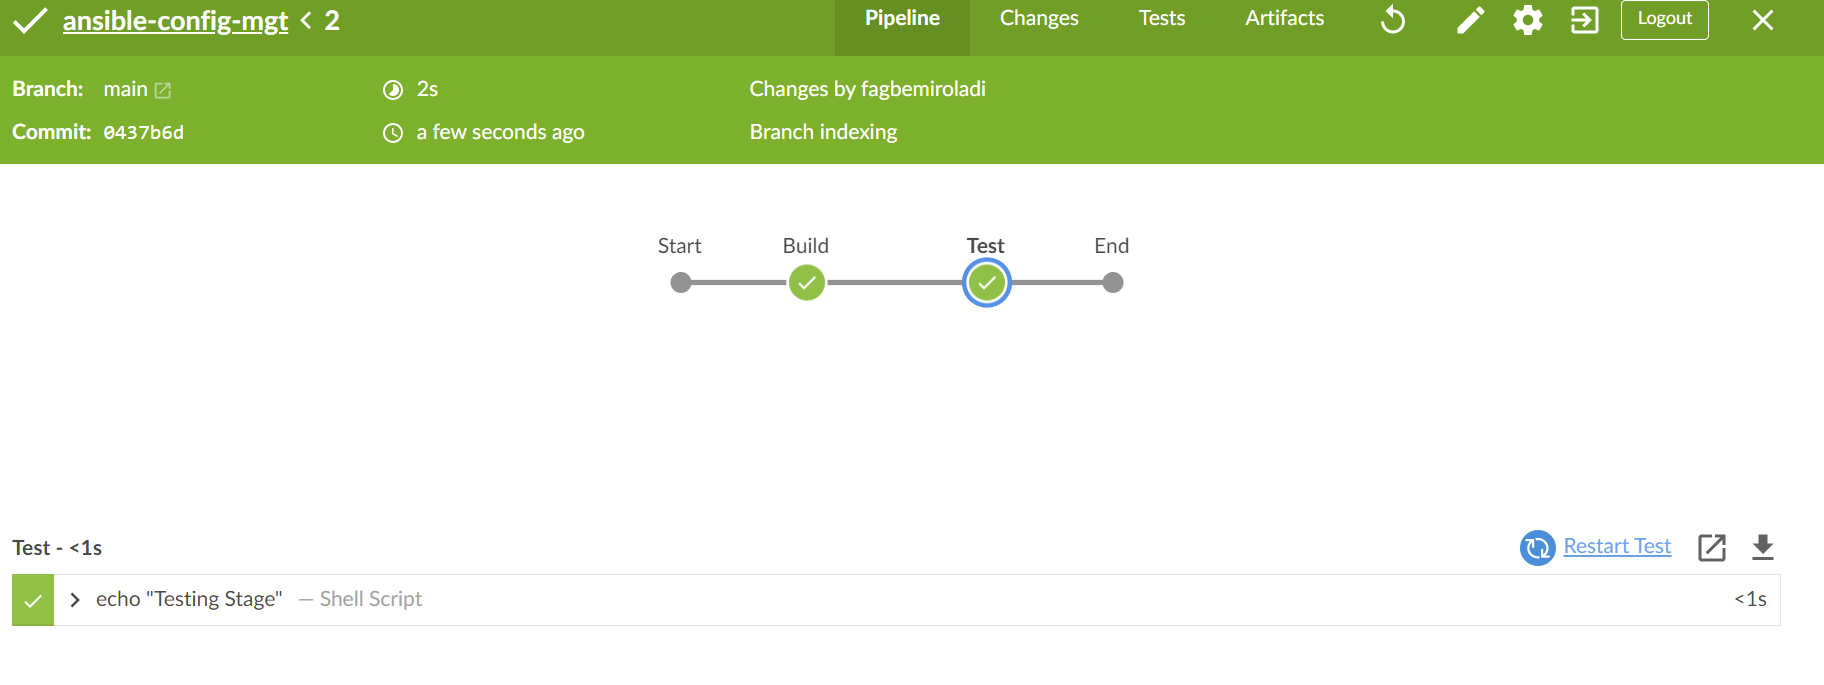 ansible-config-mgt < 2
Pipeline Changes Tests Artifacts Logout
Branch: main 2s Changes by fagbemiroladi
Commit: 0437b6d a few seconds ago Branch indexing
Start Build Test End
Test - <1s Restart Test
echo "Testing Stage" — Shell Script <1s